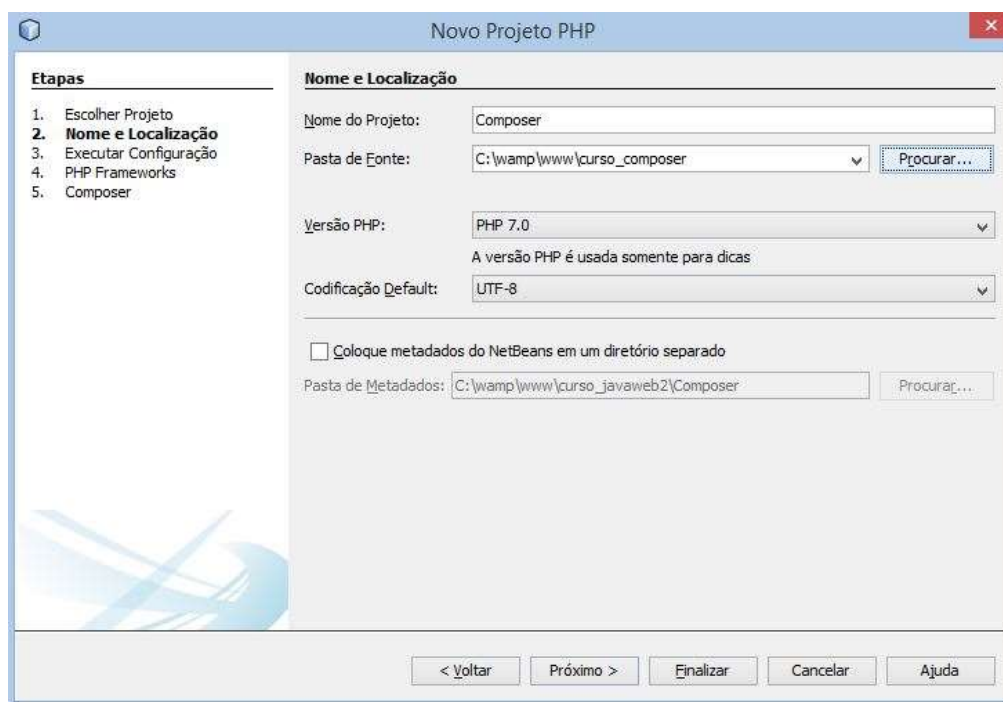 Novo Projeto PHP
Etapas
1. Escolher Projeto
2. Nome e Localização
3. Executar Configuração
4. PHP Frameworks
5. Composer
Nome e Localização
Nome do Projeto: Composer
Pasta de Fonte: C:\wamp\www\curso_composer Procurar...
Versão PHP: PHP 7.0
A versão PHP é usada somente para dicas
Codificação Default: UTF-8
Coloque metadados do NetBeans em um diretório separado
Pasta de Metadados: C:\wamp\www\curso_javaweb2\Composer Procurar...
< Voltar Próximo > Finalizar Cancelar Ajuda